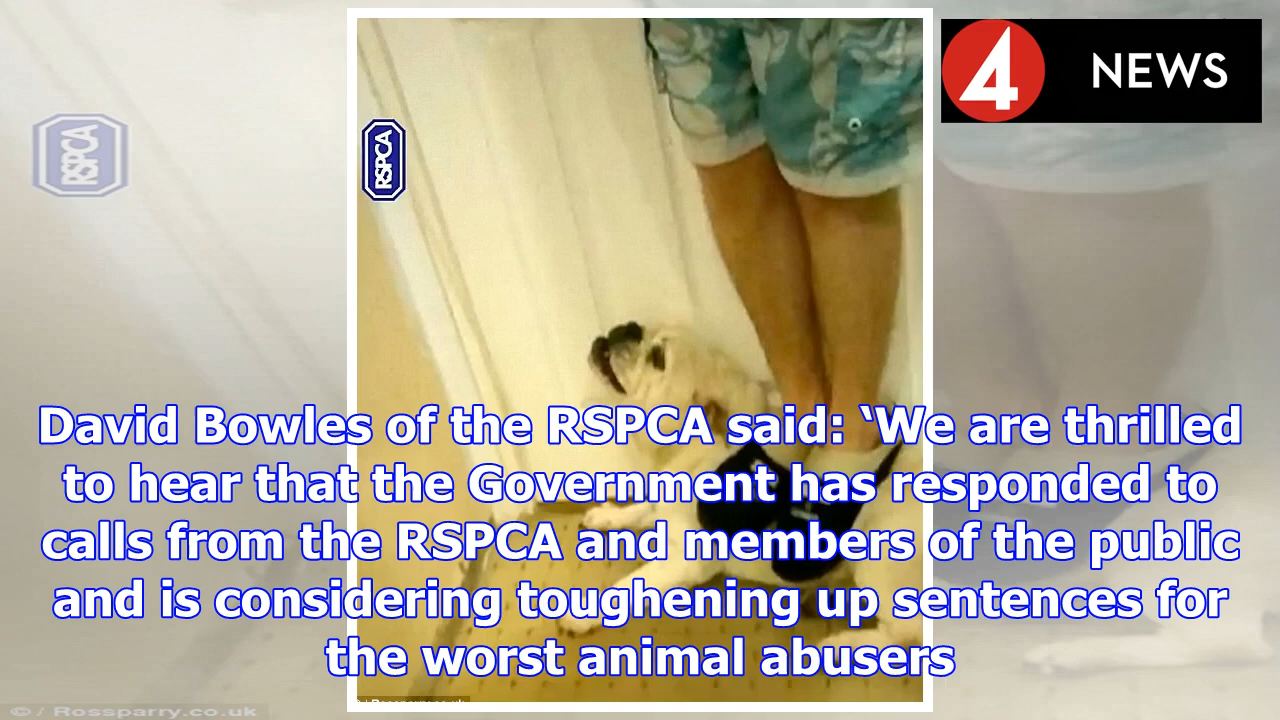 4 NEWS
RSPCA
RSPCA
David Bowles of the RSPCA said: ‘We are thrilled
to hear that the Government has responded to
calls from the RSPCA and members of the public
and is considering toughening up sentences for
the worst animal abusers
© / Rossparry.co.uk